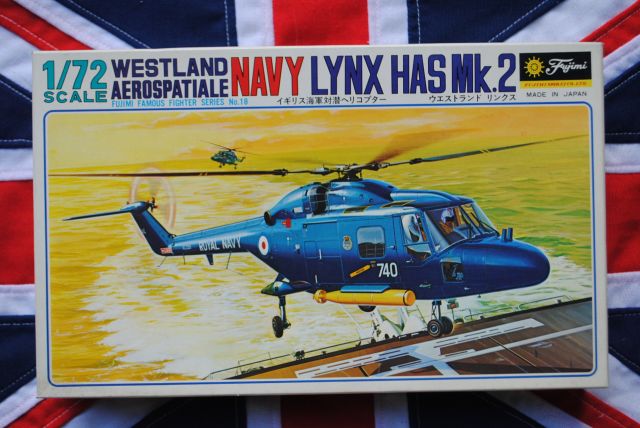 1/72
SCALE
WESTLAND
AEROSPATIALE
NAVY LYNX HAS Mk.2
FUJIMI FAMOUS FIGHTER SERIES No.18
イギリス海軍対潜ヘリコプター
ウエストランド リンクス
Fujimi
MADE IN JAPAN
ROYAL NAVY
740